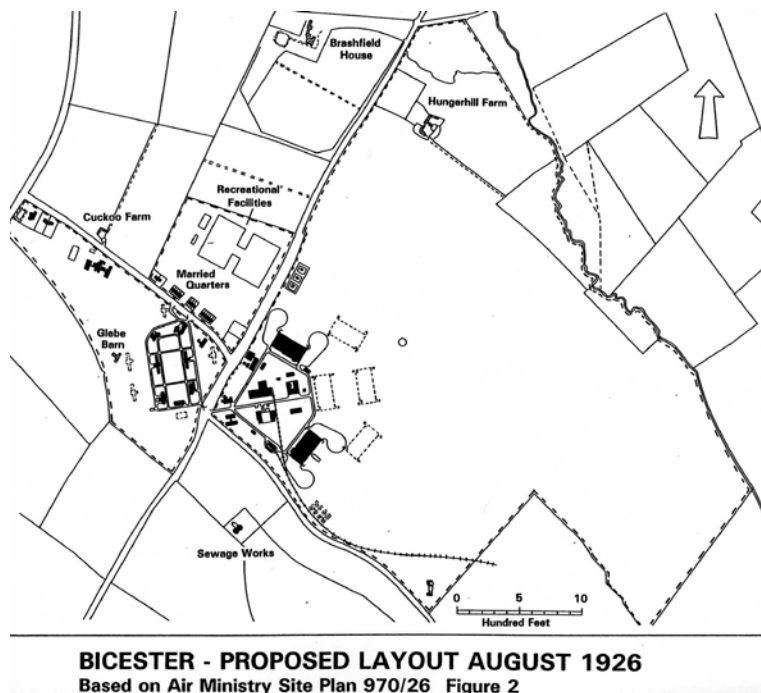 Brashfield
House
Hungerhill Farm
Recreational
Facilities
Cuckoo Farm
Married
Quarters
Glebe
Barn
Sewage Works
0 5 10
Hundred Feet
BICESTER - PROPOSED LAYOUT AUGUST 1926
Based on Air Ministry Site Plan 970/26 Figure 2